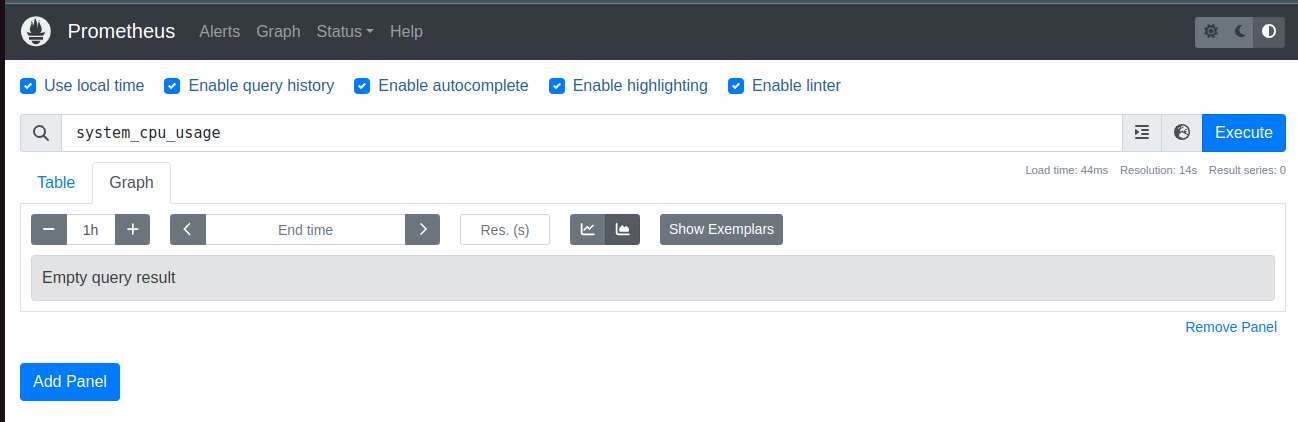 Prometheus Alerts Graph Status Help
Use local time Enable query history Enable autocomplete Enable highlighting Enable linter
system_cpu_usage Execute
Load time: 44ms Resolution: 14s Result series: 0
Table Graph
1h End time Res. (s) Show Exemplars
Empty query result
Remove Panel
Add Panel